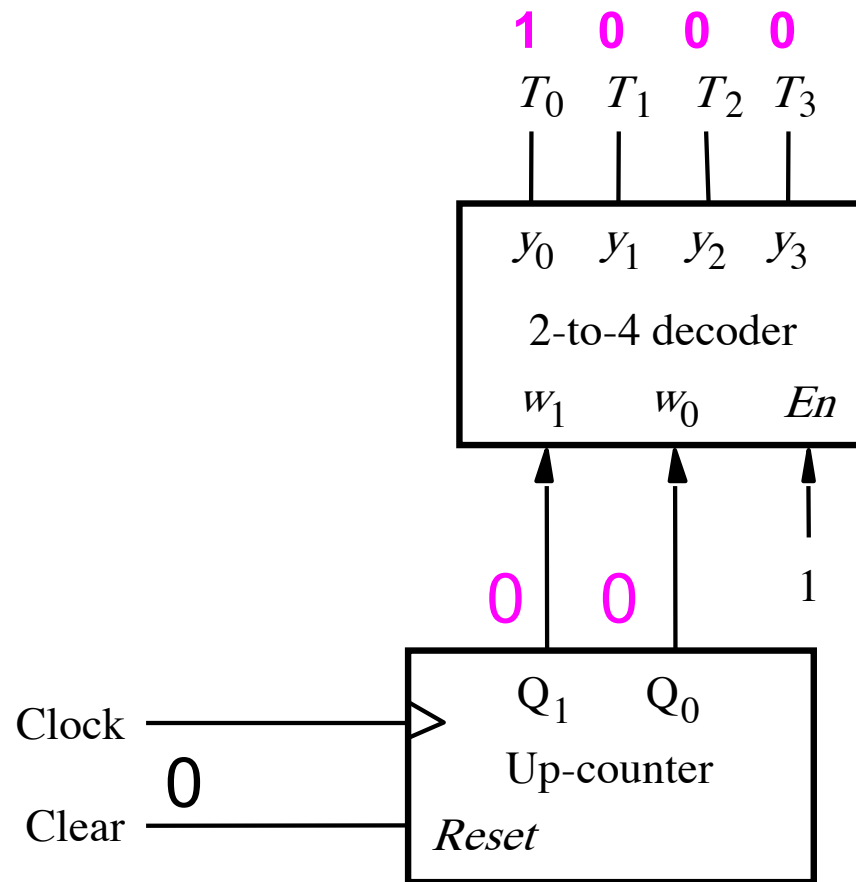 1 0 0 0
T0 T1 T2 T3
y0 y1 y2 y3
2-to-4 decoder
w1 w0 En
0 0 1
Q1 Q0
Clock
Up-counter
0
Clear
Reset